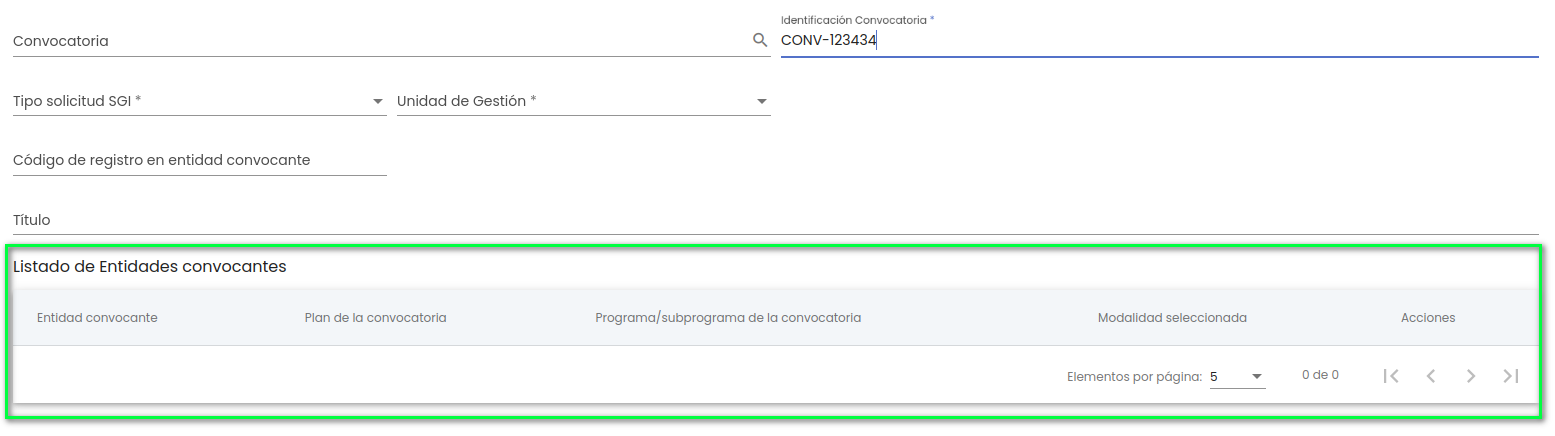 Identificación Convocatoria *
Convocatoria
CONV-123434
Tipo solicitud SGI *
Unidad de Gestión *
Código de registro en entidad convocante
Título
Listado de Entidades convocantes
Entidad convocante Plan de la convocatoria Programa/subprograma de la convocatoria Modalidad seleccionada Acciones
Elementos por página: 5 0 de 0